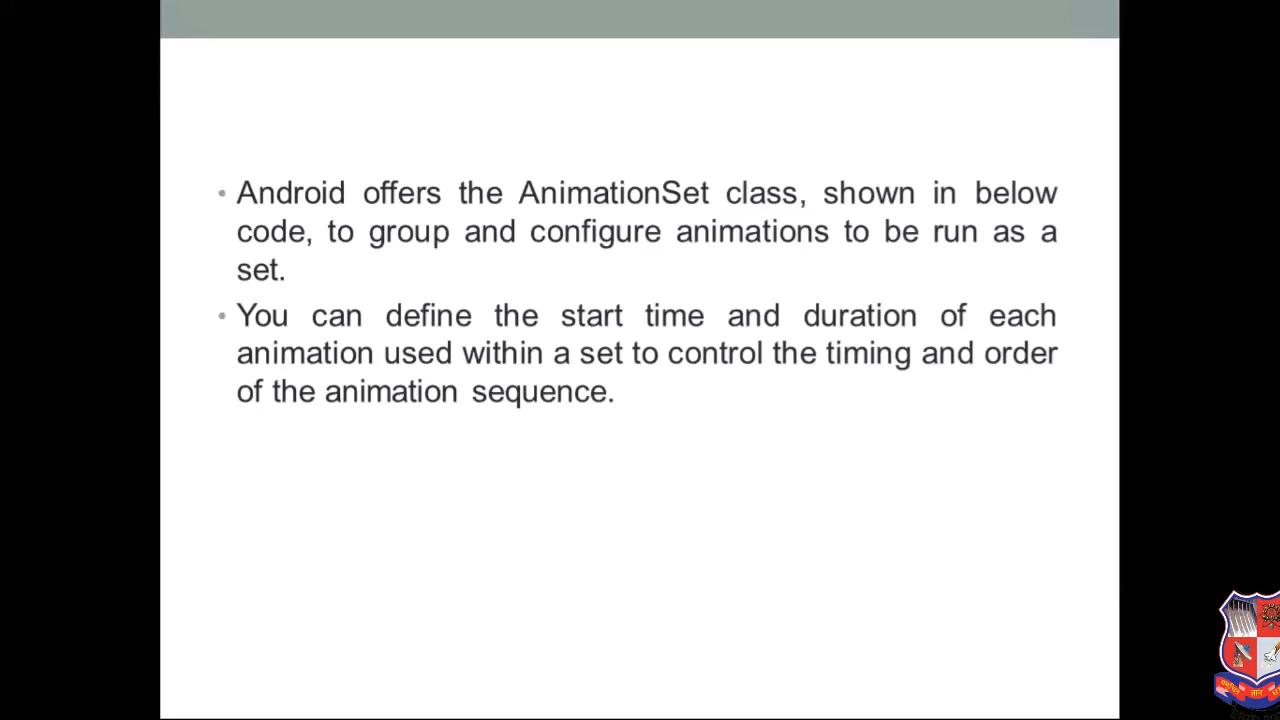 • Android offers the AnimationSet class, shown in below
code, to group and configure animations to be run as a
set.
• You can define the start time and duration of each
animation used within a set to control the timing and order
of the animation sequence.
ज्ञान